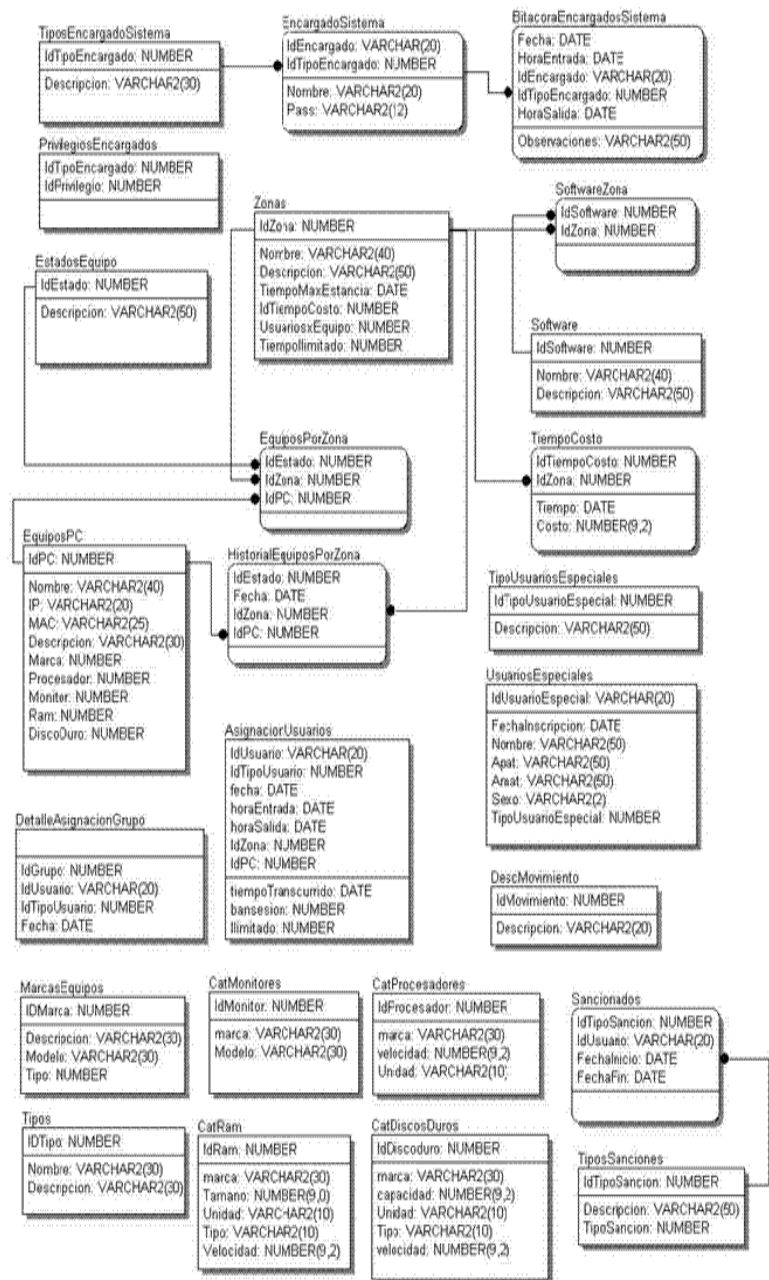 TiposEncargadoSistema
IdTipoEncargado: NUMBER
Descripcion: VARCHAR2(30)
EncargadoSistema
IdEncargado: VARCHAR(20)
IdTipoEncargado: NUMBER
Nombre: VARCHAR2(20)
Pass: VARCHAR2(12)
BitacoraEncargadosSistema
Fecha: DATE
HoraEntrada: DATE
IdEncargado: VARCHAR(20)
IdTipoEncargado: NUMBER
HoraSalida: DATE
Observaciones: VARCHAR2(50)
PrivilegiosEncargados
IdTipoEncargado: NUMBER
IdPrivilegio: NUMBER
Zonas
IdZona: NUMBER
Nombre: VARCHAR2(40)
Descripcion: VARCHAR2(50)
TiempoMaxEstancia: DATE
IdTiempoCosto: NUMBER
UsuariosxEquipo: NUMBER
TiempoIlimitado: NUMBER
SoftwareZona
IdSoftware: NUMBER
IdZona: NUMBER
EstadosEquipo
IdEstado: NUMBER
Descripcion: VARCHAR2(50)
Software
IdSoftware: NUMBER
Nombre: VARCHAR2(40)
Descripcion: VARCHAR2(50)
EquiposPorZona
IdEstado: NUMBER
IdZona: NUMBER
IdPC: NUMBER
TiempoCosto
IdTiempoCosto: NUMBER
IdZona: NUMBER
Tiempo: DATE
Costo: NUMBER(9,2)
EquiposPC
IdPC: NUMBER
Nombre: VARCHAR2(40)
IP: VARCHAR2(20)
MAC: VARCHAR2(25)
Descripcion: VARCHAR2(30)
Marca: NUMBER
Procesador: NUMBER
Monitor: NUMBER
Ram: NUMBER
DiscoDuro: NUMBER
HistorialEquiposPorZona
IdEstado: NUMBER
Fecha: DATE
IdZona: NUMBER
IdPC: NUMBER
TipoUsuariosEspeciales
IdTipoUsuarioEspecial: NUMBER
Descripcion: VARCHAR2(50)
UsuariosEspeciales
IdUsuarioEspecial: VARCHAR(20)
FechaInscripcion: DATE
Nombre: VARCHAR2(50)
Apat: VARCHAR2(50)
Amat: VARCHAR2(50)
Sexo: VARCHAR2(2)
TipoUsuarioEspecial: NUMBER
AsignacionUsuarios
IdUsuario: VARCHAR(20)
IdTipoUsuario: NUMBER
fecha: DATE
horaEntrada: DATE
horaSalida: DATE
IdZona: NUMBER
IdPC: NUMBER
tiempoTranscurrido: DATE
bansesion: NUMBER
Ilimitado: NUMBER
DetalleAsignacionGrupo
IdGrupo: NUMBER
IdUsuario: VARCHAR(20)
IdTipoUsuario: NUMBER
Fecha: DATE
DescMovimiento
IdMovimiento: NUMBER
Descripcion: VARCHAR2(20)
MarcasEquipos
IDMarca: NUMBER
Descripcion: VARCHAR2(30)
Modelo: VARCHAR2(30)
Tipo: NUMBER
CatMonitores
IdMonitor: NUMBER
marca: VARCHAR2(30)
Modelo: VARCHAR2(30)
CatProcesadores
IdProcesador: NUMBER
marca: VARCHAR2(30)
velocidad: NUMBER(9,2)
Unidad: VARCHAR2(10)
Sancionados
IdTipoSancion: NUMBER
IdUsuario: VARCHAR(20)
FechaInicio: DATE
FechaFin: DATE
Tipos
IDTipo: NUMBER
Nombre: VARCHAR2(30)
Descripcion: VARCHAR2(30)
CatRam
IdRam: NUMBER
marca: VARCHAR2(30)
Tamano: NUMBER(9,0)
Unidad: VARCHAR2(10)
Tipo: VARCHAR2(10)
Velocidad: NUMBER(9,2)
CatDiscosDuros
IdDiscoduro: NUMBER
marca: VARCHAR2(30)
capacidad: NUMBER(9,2)
Unidad: VARCHAR2(10)
Tipo: VARCHAR2(10)
velocidad: NUMBER(9,2)
TiposSanciones
IdTipoSancion: NUMBER
Descripcion: VARCHAR2(50)
TipoSancion: NUMBER